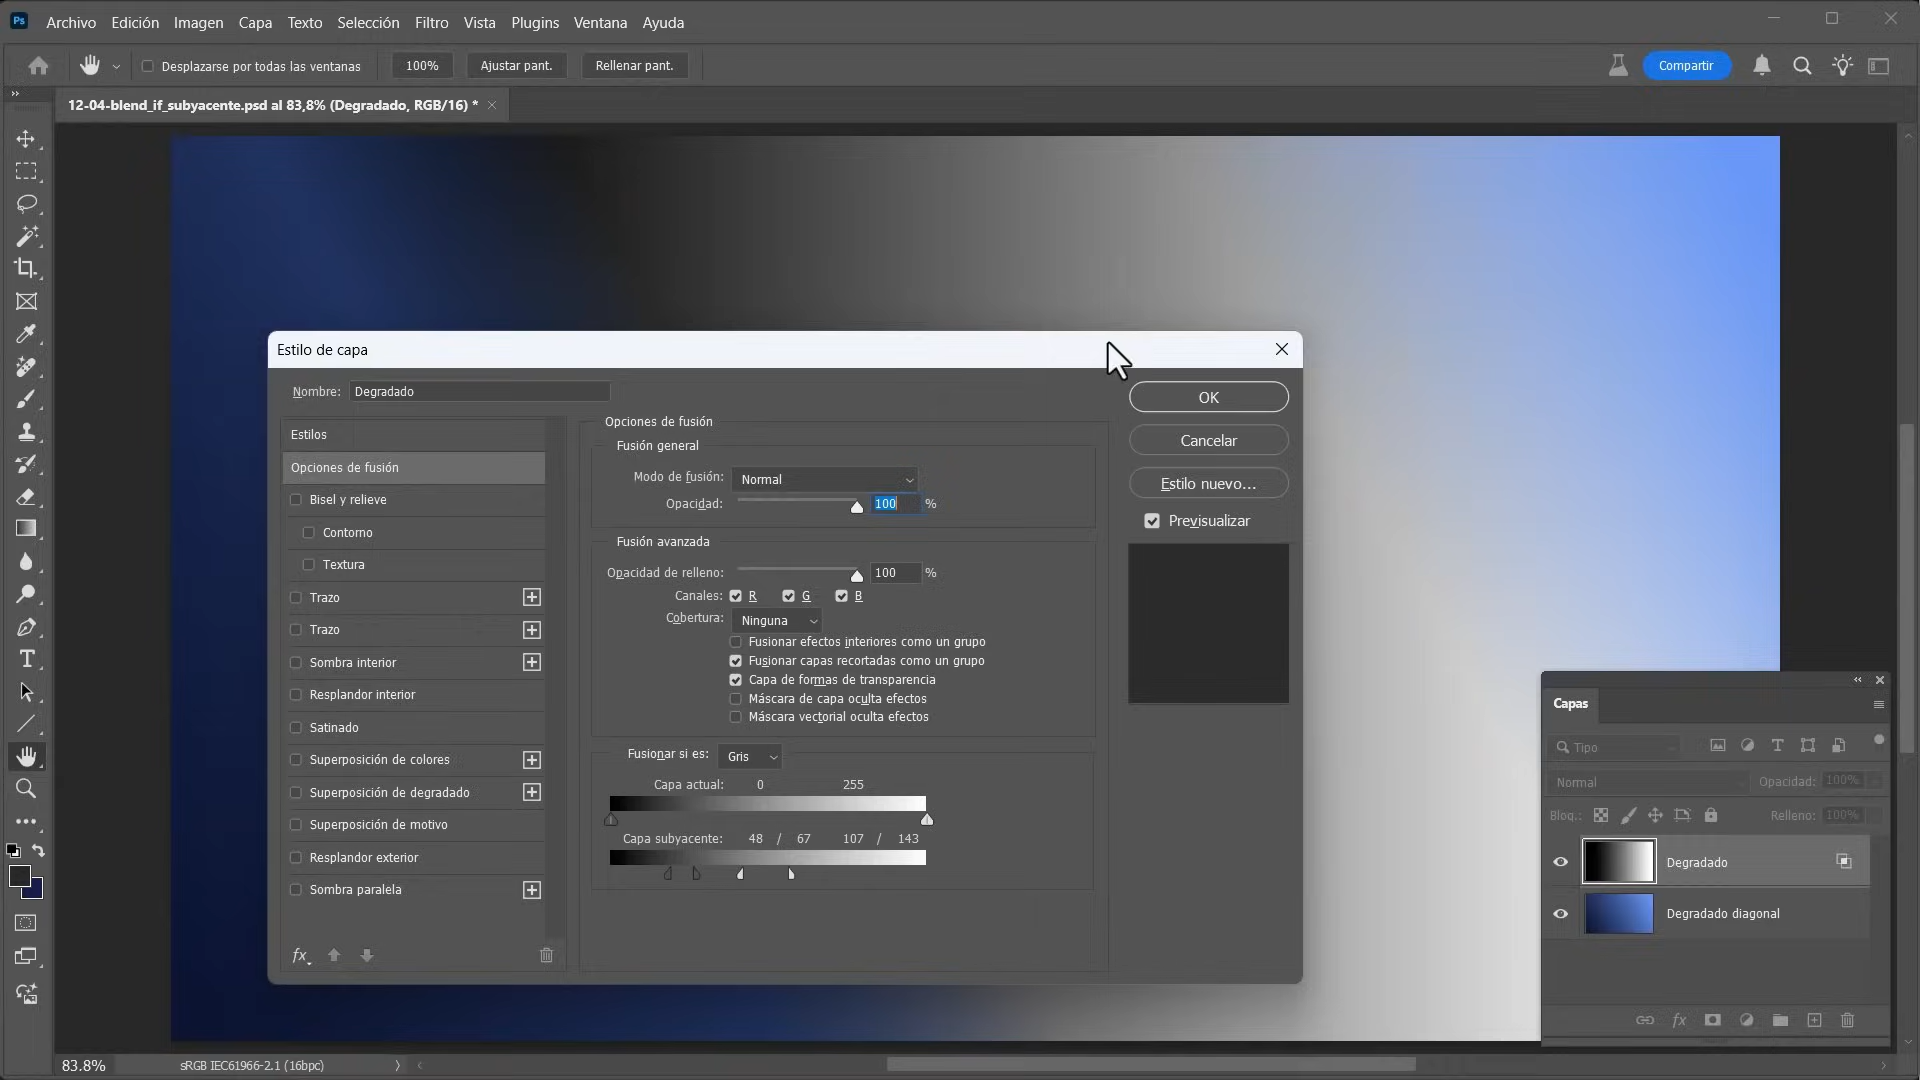 Ps Archivo Edición Imagen Capa Texto Selección Filtro Vista Plugins Ventana Ayuda
Desplazarse por todas las ventanas 100% Ajustar pant. Rellenar pant. Compartir
12-04-blend_if_subyacente.psd al 83,8% (Degradado, RGB/16) *
Estilo de capa
Nombre: Degradado
Estilos
Opciones de fusión
Bisel y relieve
Contorno
Textura
Trazo
Trazo
Sombra interior
Resplandor interior
Satinado
Superposición de colores
Superposición de degradado
Superposición de motivo
Resplandor exterior
Sombra paralela
fx
Opciones de fusión
Fusión general
Modo de fusión: Normal
Opacidad: 100 %
Fusión avanzada
Opacidad de relleno: 100 %
Canales: R G B
Cobertura: Ninguna
Fusionar efectos interiores como un grupo
Fusionar capas recortadas como un grupo
Capa de formas de transparencia
Máscara de capa oculta efectos
Máscara vectorial oculta efectos
Fusionar si es: Gris
Capa actual: 0 255
Capa subyacente: 48 / 67 107 / 143
OK
Cancelar
Estilo nuevo...
Previsualizar
Capas
Tipo
Normal Opacidad: 100%
Bloq.: Relleno: 100%
Degradado
Degradado diagonal
fx
83.8% sRGB IEC61966-2.1 (16bpc)